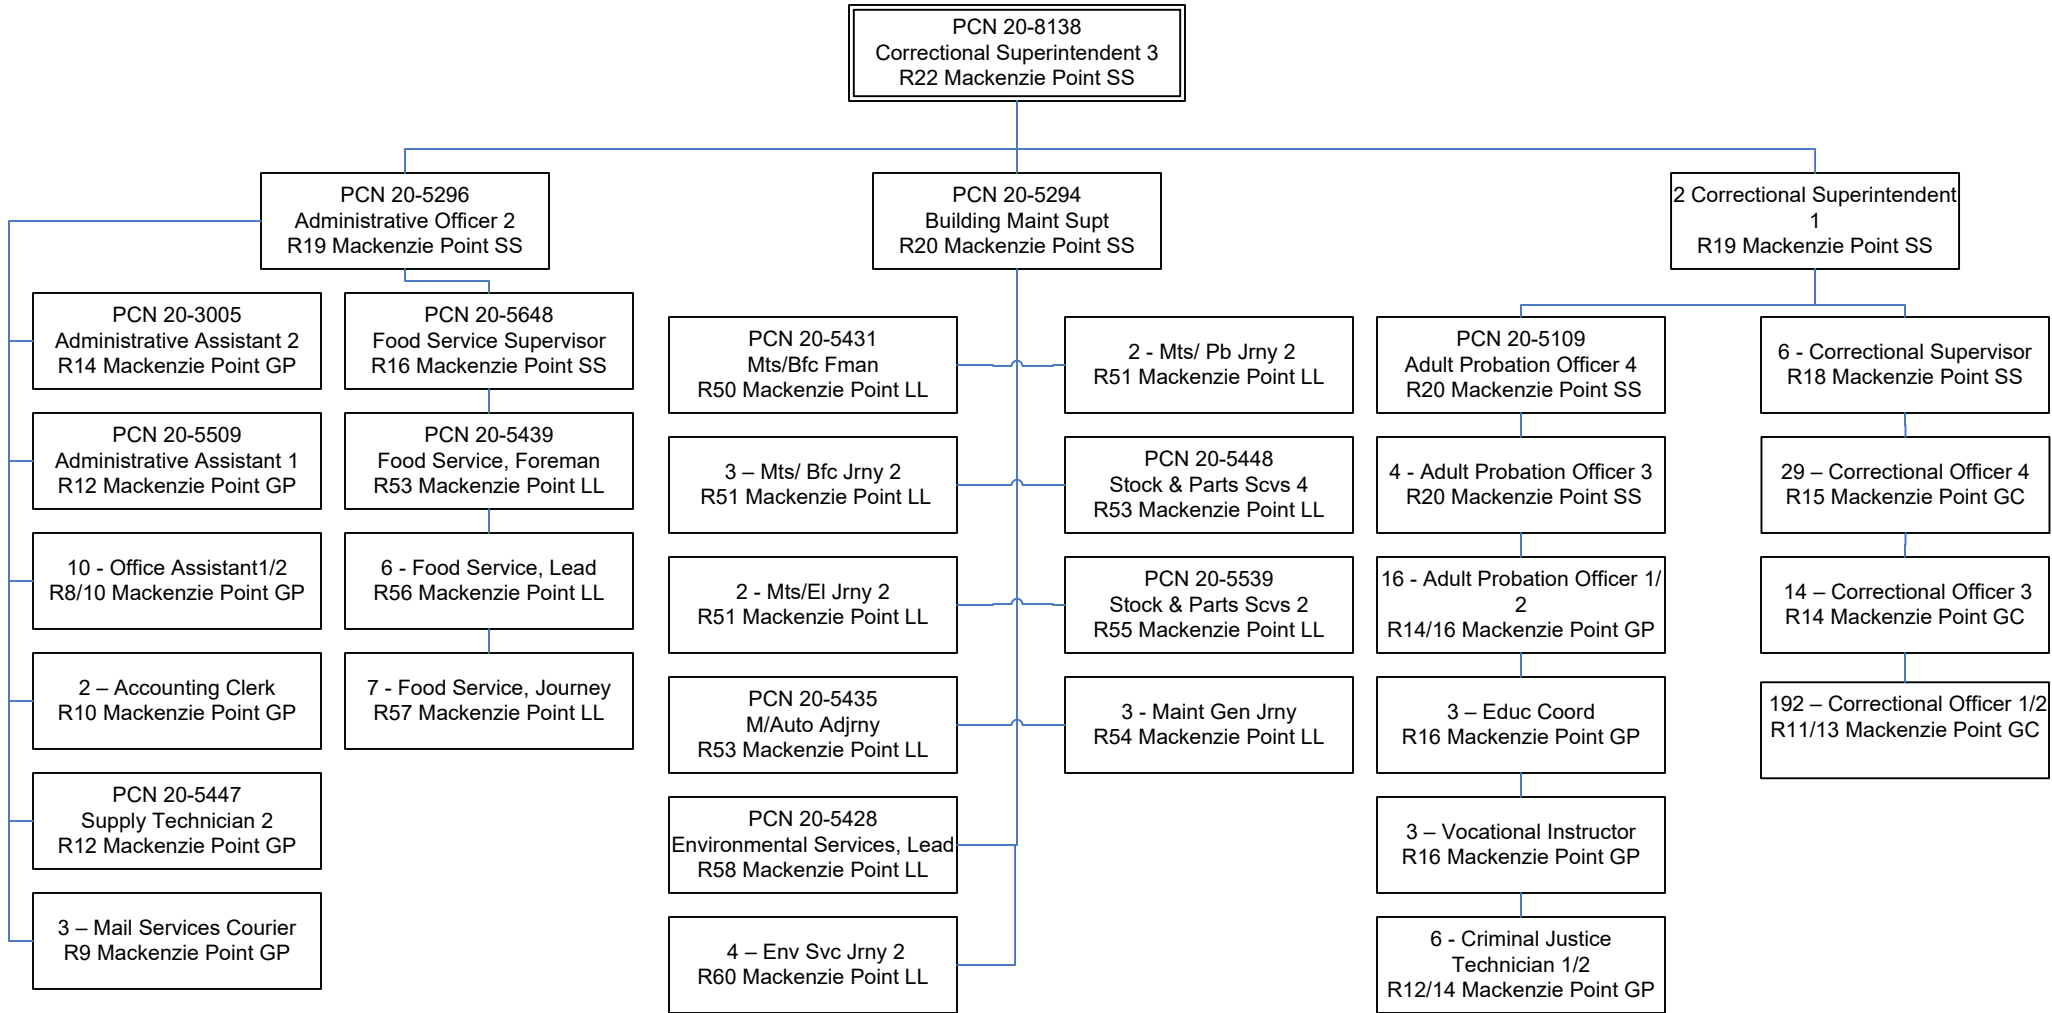 PCN 20-8138
Correctional Superintendent 3
R22 Mackenzie Point SS
PCN 20-5296
Administrative Officer 2
R19 Mackenzie Point SS
PCN 20-5294
Building Maint Supt
R20 Mackenzie Point SS
2 Correctional Superintendent
1
R19 Mackenzie Point SS
PCN 20-3005
Administrative Assistant 2
R14 Mackenzie Point GP
PCN 20-5509
Administrative Assistant 1
R12 Mackenzie Point GP
10 - Office Assistant1/2
R8/10 Mackenzie Point GP
2 – Accounting Clerk
R10 Mackenzie Point GP
PCN 20-5447
Supply Technician 2
R12 Mackenzie Point GP
3 – Mail Services Courier
R9 Mackenzie Point GP
PCN 20-5648
Food Service Supervisor
R16 Mackenzie Point SS
PCN 20-5439
Food Service, Foreman
R53 Mackenzie Point LL
6 - Food Service, Lead
R56 Mackenzie Point LL
7 - Food Service, Journey
R57 Mackenzie Point LL
PCN 20-5431
Mts/Bfc Fman
R50 Mackenzie Point LL
3 – Mts/ Bfc Jrny 2
R51 Mackenzie Point LL
2 - Mts/El Jrny 2
R51 Mackenzie Point LL
PCN 20-5435
M/Auto Adjrny
R53 Mackenzie Point LL
PCN 20-5428
Environmental Services, Lead
R58 Mackenzie Point LL
4 – Env Svc Jrny 2
R60 Mackenzie Point LL
2 - Mts/ Pb Jrny 2
R51 Mackenzie Point LL
PCN 20-5448
Stock & Parts Scvs 4
R53 Mackenzie Point LL
PCN 20-5539
Stock & Parts Scvs 2
R55 Mackenzie Point LL
3 - Maint Gen Jrny
R54 Mackenzie Point LL
PCN 20-5109
Adult Probation Officer 4
R20 Mackenzie Point SS
4 - Adult Probation Officer 3
R20 Mackenzie Point SS
16 - Adult Probation Officer 1/
2
R14/16 Mackenzie Point GP
3 – Educ Coord
R16 Mackenzie Point GP
3 – Vocational Instructor
R16 Mackenzie Point GP
6 - Criminal Justice
Technician 1/2
R12/14 Mackenzie Point GP
6 - Correctional Supervisor
R18 Mackenzie Point SS
29 – Correctional Officer 4
R15 Mackenzie Point GC
14 – Correctional Officer 3
R14 Mackenzie Point GC
192 – Correctional Officer 1/2
R11/13 Mackenzie Point GC